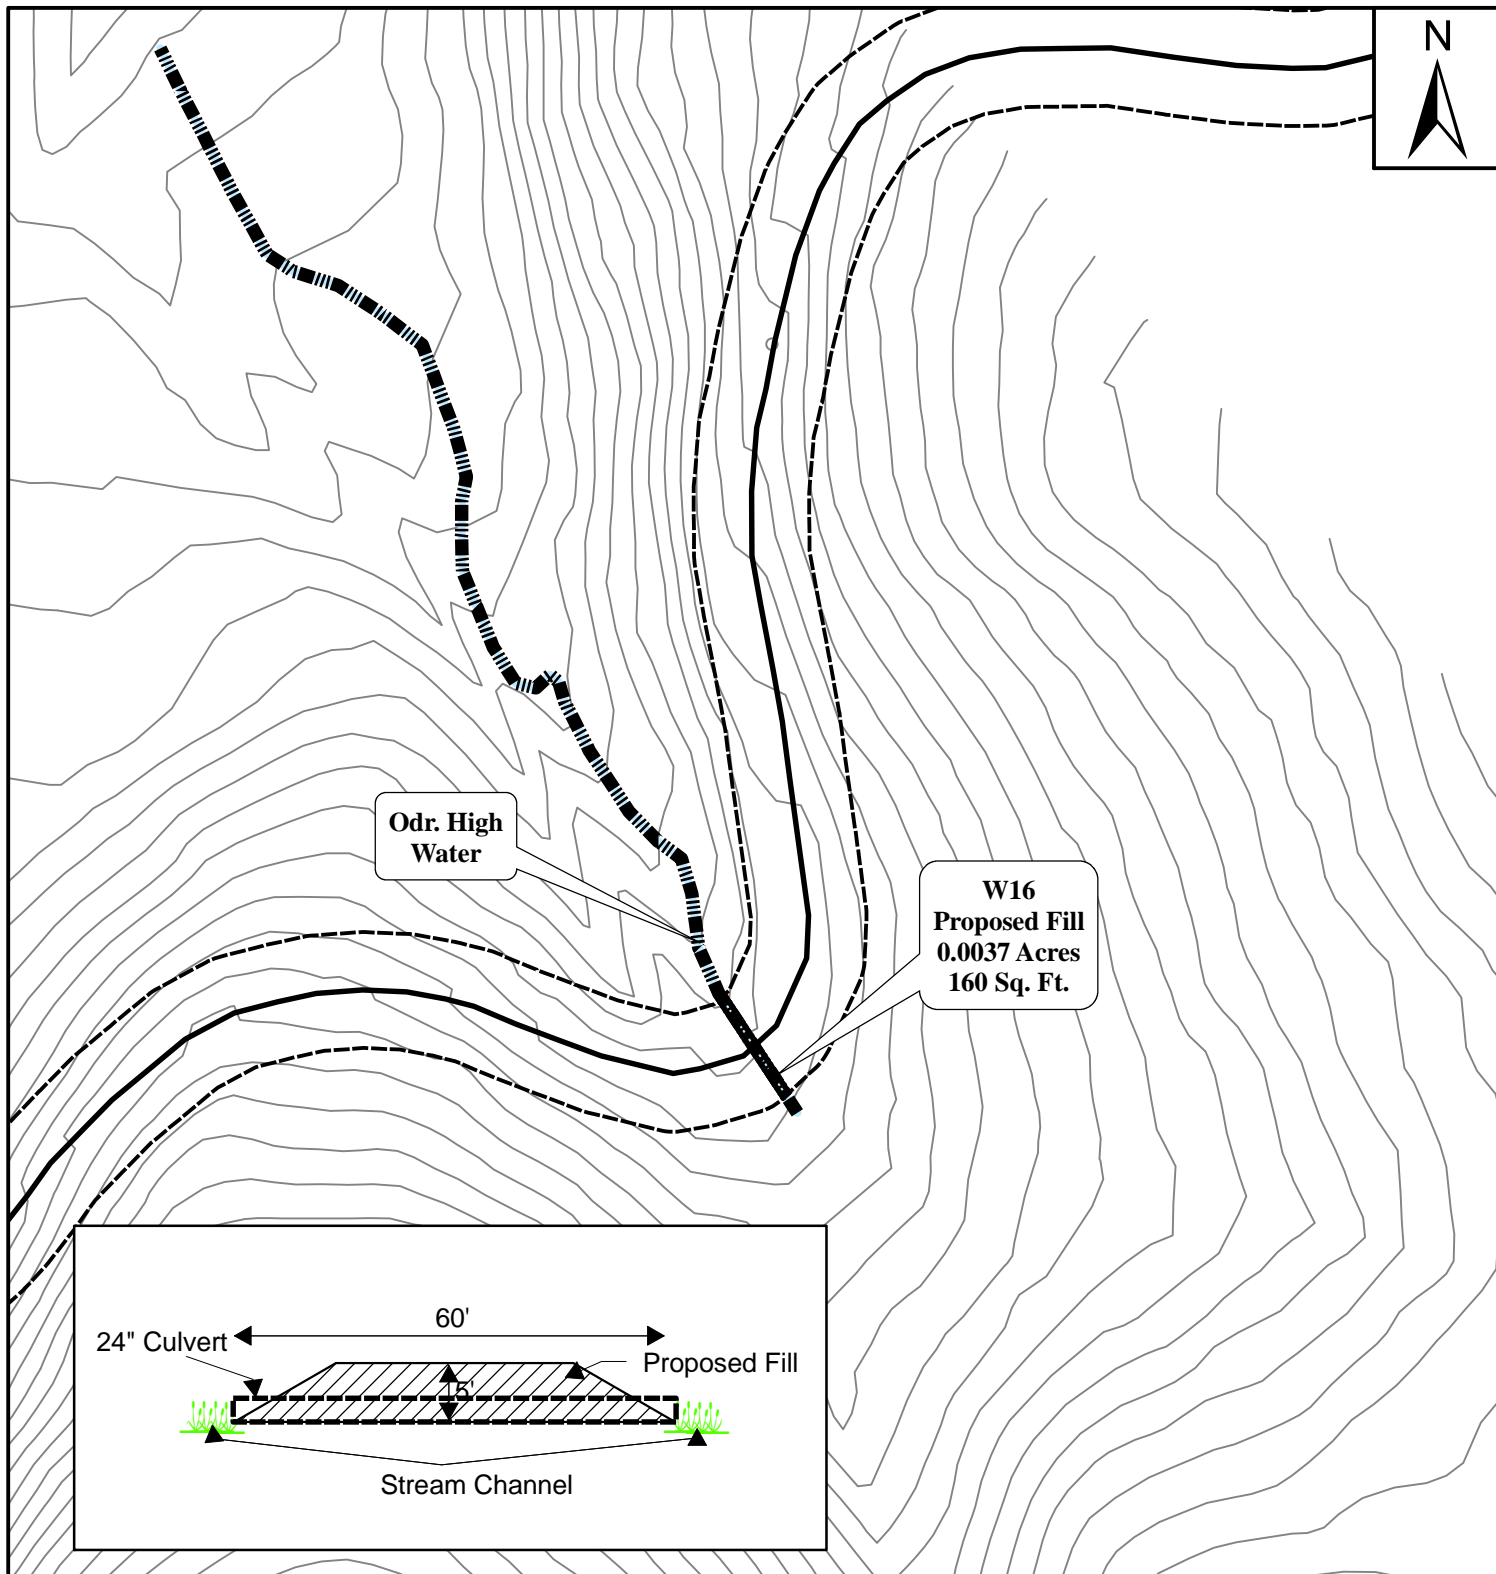 N
Odr. High
Water
W16
Proposed Fill
0.0037 Acres
160 Sq. Ft.
60'
24" Culvert
Proposed Fill
5'
Stream Channel